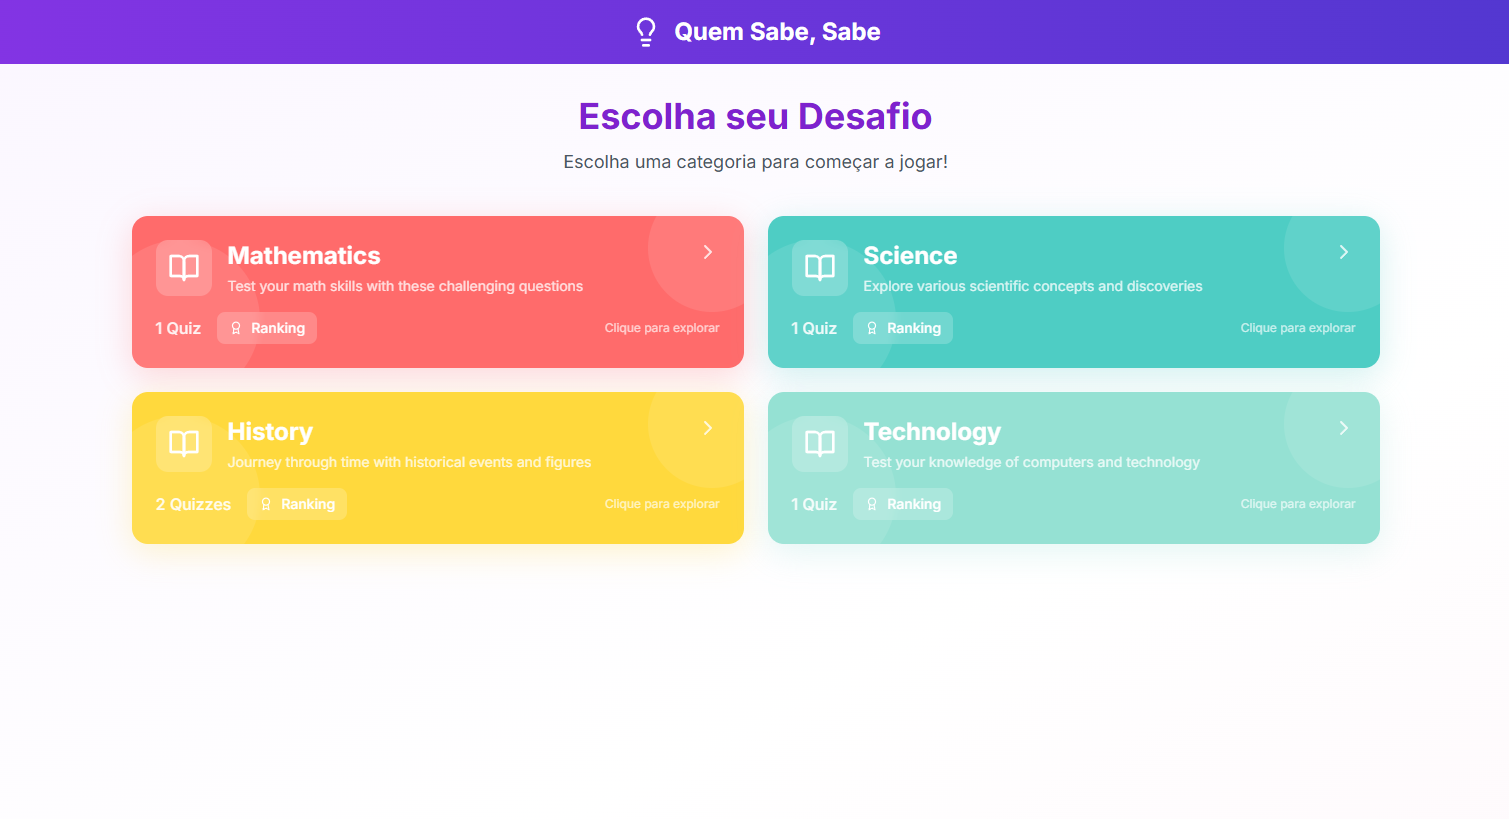 Quem Sabe, Sabe
Escolha seu Desafio
Escolha uma categoria para começar a jogar!
Mathematics
Test your math skills with these challenging questions
1 Quiz
Ranking
Clique para explorar
Science
Explore various scientific concepts and discoveries
1 Quiz
Ranking
Clique para explorar
History
Journey through time with historical events and figures
2 Quizzes
Ranking
Clique para explorar
Technology
Test your knowledge of computers and technology
1 Quiz
Ranking
Clique para explorar